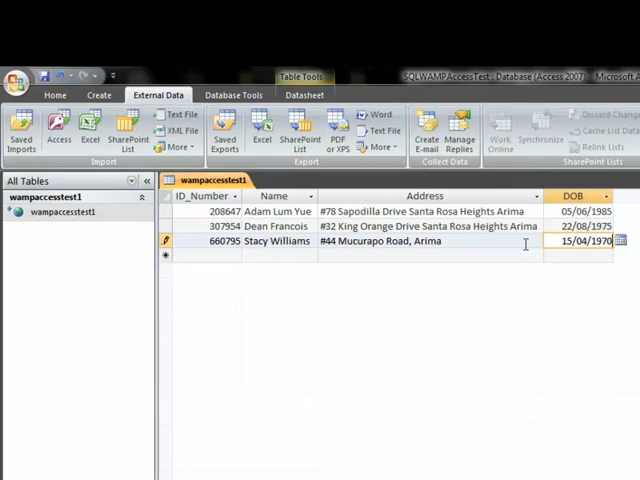 Table Tools
SQLWAMPAccessTest : Database (Access 2007)
Microsoft A
Home Create External Data Database Tools Datasheet
Saved Imports
Access
Excel
SharePoint List
Text File
XML File
More
Import
Saved Exports
Excel
SharePoint List
PDF or XPS
Word
Text File
More
Export
Create E-mail
Manage Replies
Collect Data
Work Online
Synchronize
Discard Change
Cache List Data
Relink Lists
SharePoint Lists
All Tables
wampaccesstest1
wampaccesstest1
wampaccesstest1
ID_Number Name Address DOB
208647 Adam Lum Yue #78 Sapodilla Drive Santa Rosa Heights Arima 05/06/1985
307954 Dean Francois #32 King Orange Drive Santa Rosa Heights Arima 22/08/1975
660795 Stacy Williams #44 Mucurapo Road, Arima 15/04/1970